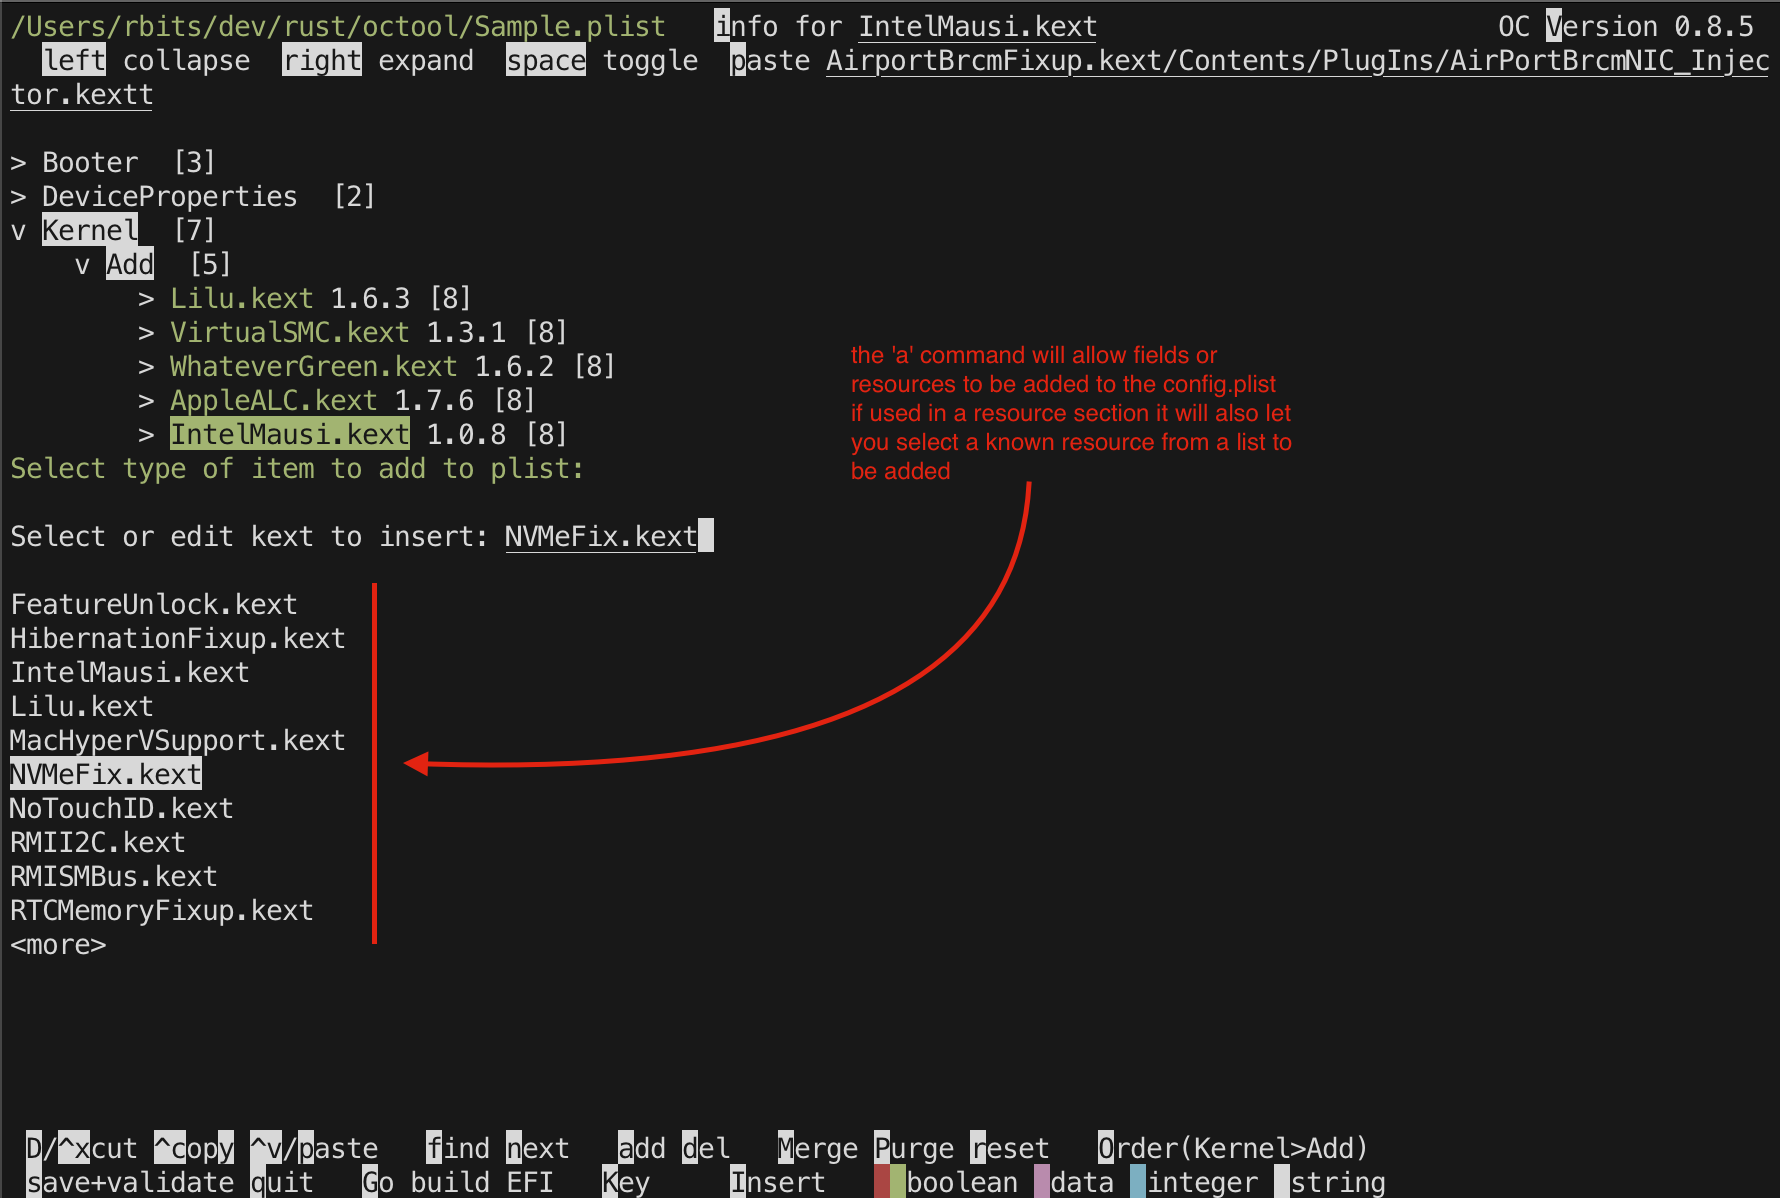 /Users/rbits/dev/rust/octool/Sample.plist   info for IntelMausi.kext   OC Version 0.8.5
left collapse  right expand  space toggle  paste AirportBrcmFixup.kext/Contents/PlugIns/AirPortBrcmNIC_Injec
tor.kextt
> Booter  [3]
> DeviceProperties  [2]
v Kernel  [7]
v Add  [5]
> Lilu.kext 1.6.3 [8]
> VirtualSMC.kext 1.3.1 [8]
> WhateverGreen.kext 1.6.2 [8]
> AppleALC.kext 1.7.6 [8]
> IntelMausi.kext 1.0.8 [8]
Select type of item to add to plist:
the 'a' command will allow fields or
resources to be added to the config.plist
if used in a resource section it will also let
you select a known resource from a list to
be added
Select or edit kext to insert: NVMeFix.kext
FeatureUnlock.kext
HibernationFixup.kext
IntelMausi.kext
Lilu.kext
MacHyperVSupport.kext
NVMeFix.kext
NoTouchID.kext
RMII2C.kext
RMISMBus.kext
RTCMemoryFixup.kext
<more>
D/^xcut ^copy ^v/paste   find next   add del   Merge Purge reset   Order(Kernel>Add)
save+validate quit   Go build EFI   Key     Insert   boolean  data  integer  string